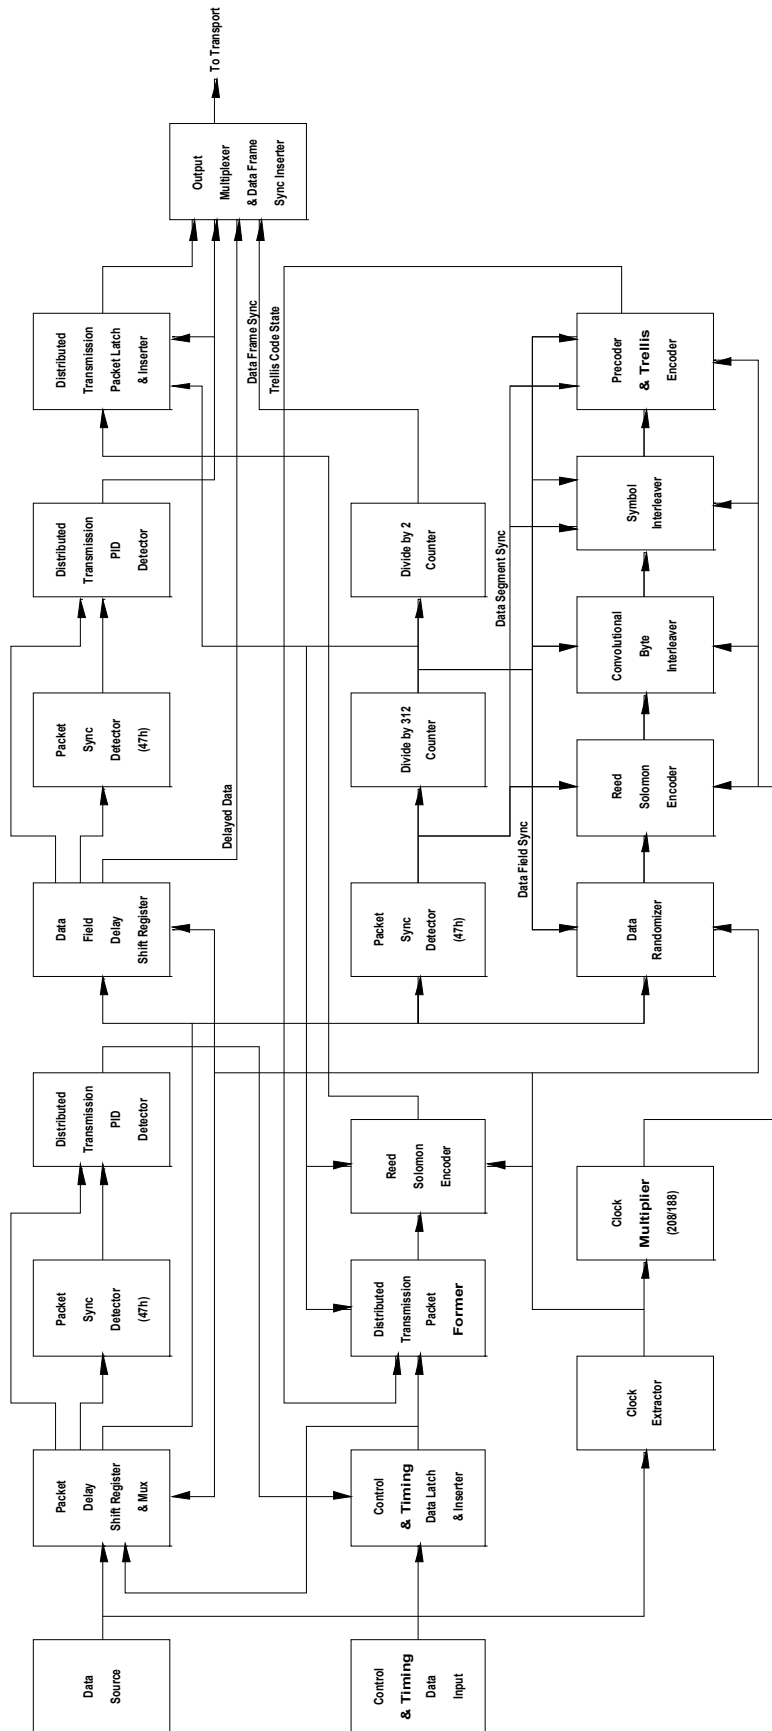 Data
Source
Packet
Delay
Shift Register
& Mux
Packet
Sync
Detector
(47h)
Distributed
Transmission
PID
Detector
Data
Field
Delay
Shift Register
Packet
Sync
Detector
(47h)
Distributed
Transmission
PID
Detector
Distributed
Transmission
Packet Latch
& Inserter
Output
Multiplexer
& Data Frame
Sync Inserter
To Transport
Delayed Data
Data Frame Sync
Trellis Code State
Control
& Timing
Data
Input
Control
& Timing
Data Latch
& Inserter
Distributed
Transmission
Packet
Former
Reed
Solomon
Encoder
Packet
Sync
Detector
(47h)
Divide by 312
Counter
Divide by 2
Counter
Data Segment Sync
Data Field Sync
Clock
Extractor
Clock
Multiplier
(208/188)
Data
Randomizer
Reed
Solomon
Encoder
Convolutional
Byte
Interleaver
Symbol
Interleaver
Precoder
& Trellis
Encoder